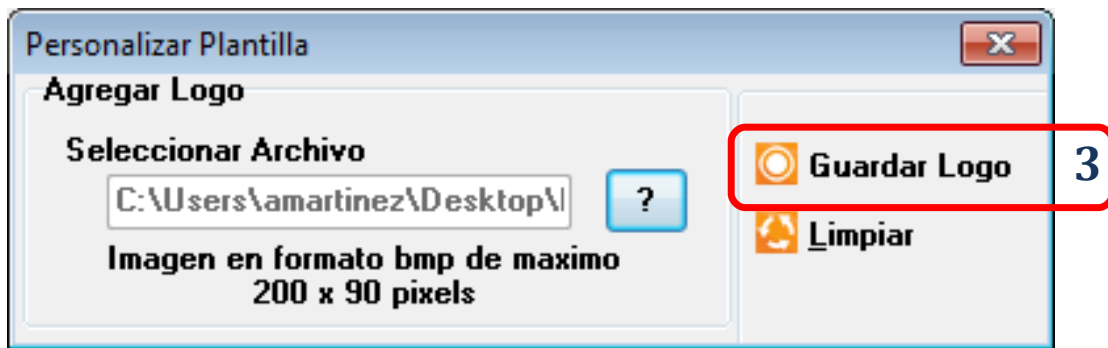 Personalizar Plantilla
Agregar Logo
Seleccionar Archivo
C:\Users\amartinez\Desktop\
?
Imagen en formato bmp de maximo
200 x 90 pixels
Guardar Logo
3
Limpiar